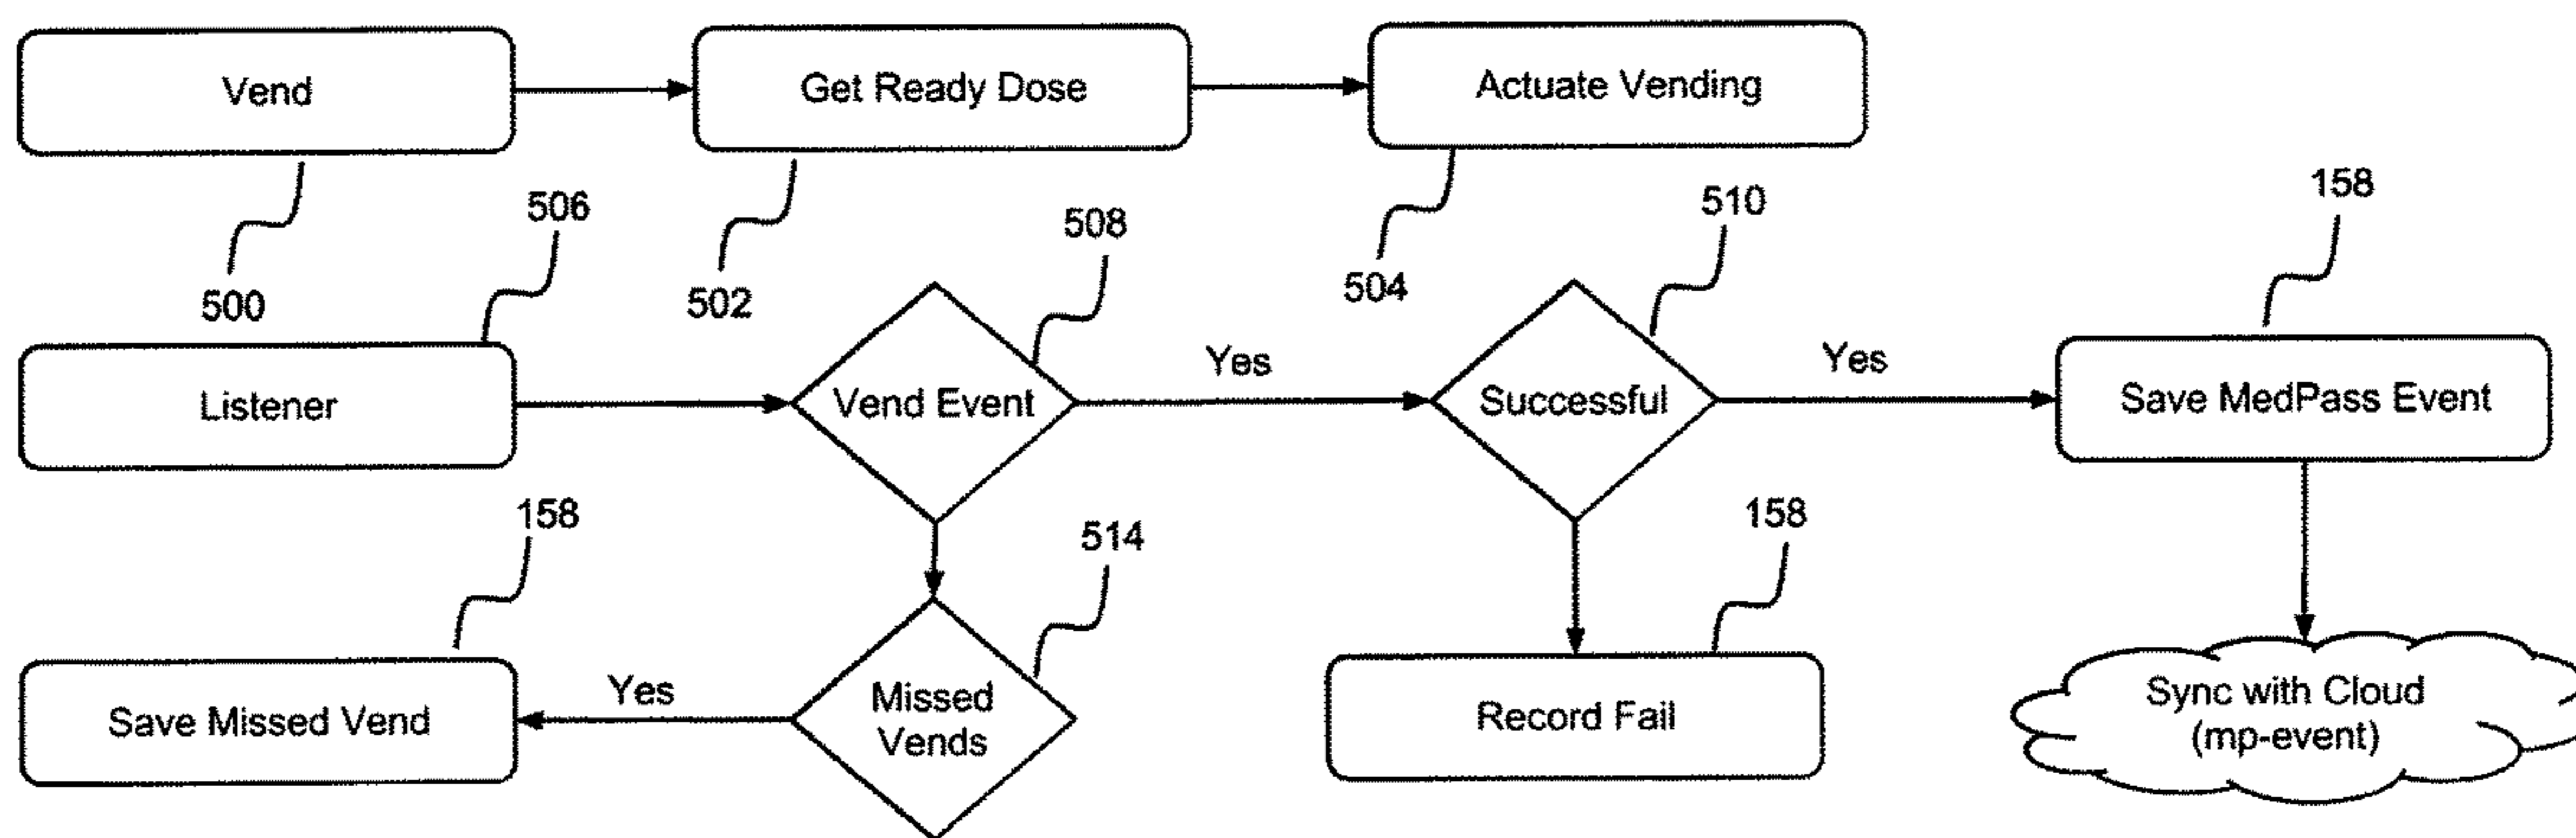 Vend
Get Ready Dose
Actuate Vending
500
502
504
506
508
510
158
Listener
Vend Event
Yes
Successful
Yes
Save MedPass Event
158
514
158
Save Missed Vend
Yes
Missed
Vends
Record Fail
Sync with Cloud
(mp-event)